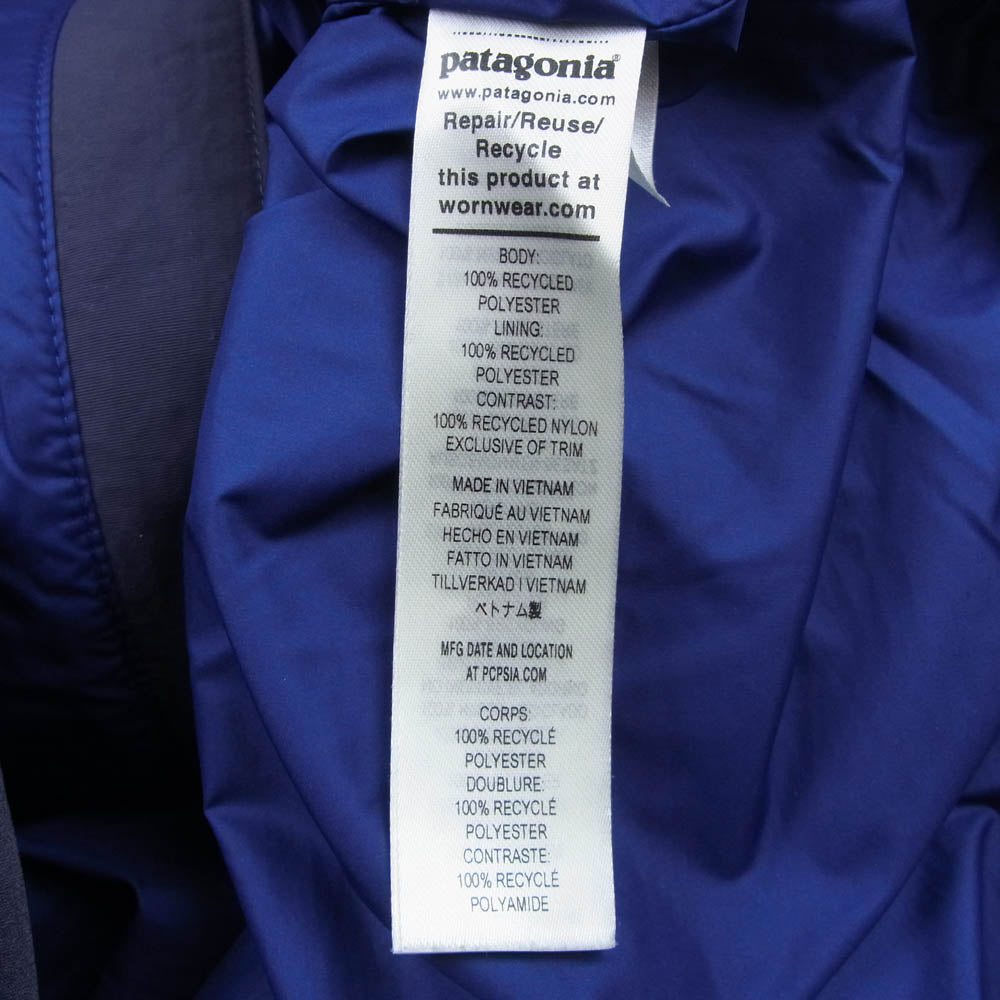 patagonia®
www.patagonia.com
Repair/Reuse/
Recycle
this product at
wornwear.com
BODY:
100% RECYCLED
POLYESTER
LINING:
100% RECYCLED
POLYESTER
CONTRAST:
100% RECYCLED NYLON
EXCLUSIVE OF TRIM
MADE IN VIETNAM
FABRIQUÉ AU VIETNAM
HECHO EN VIETNAM
FATTO IN VIETNAM
TILLVERKAD I VIETNAM
ベトナム製
MFG DATE AND LOCATION
AT PCPSIA.COM
CORPS:
100% RECYCLÉ
POLYESTER
DOUBLURE:
100% RECYCLÉ
POLYESTER
CONTRASTE:
100% RECYCLÉ
POLYAMIDE